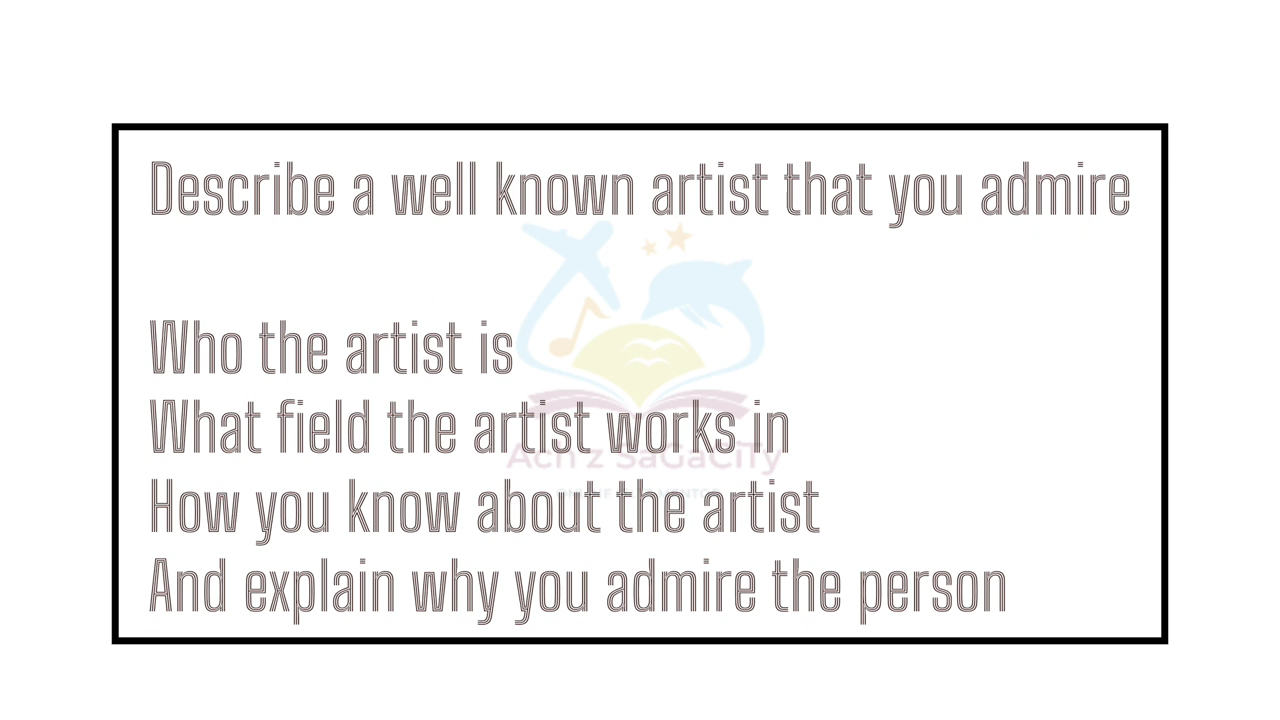 Describe a well known artist that you admire
Who the artist is
What field the artist works in
How you know about the artist
And explain why you admire the person